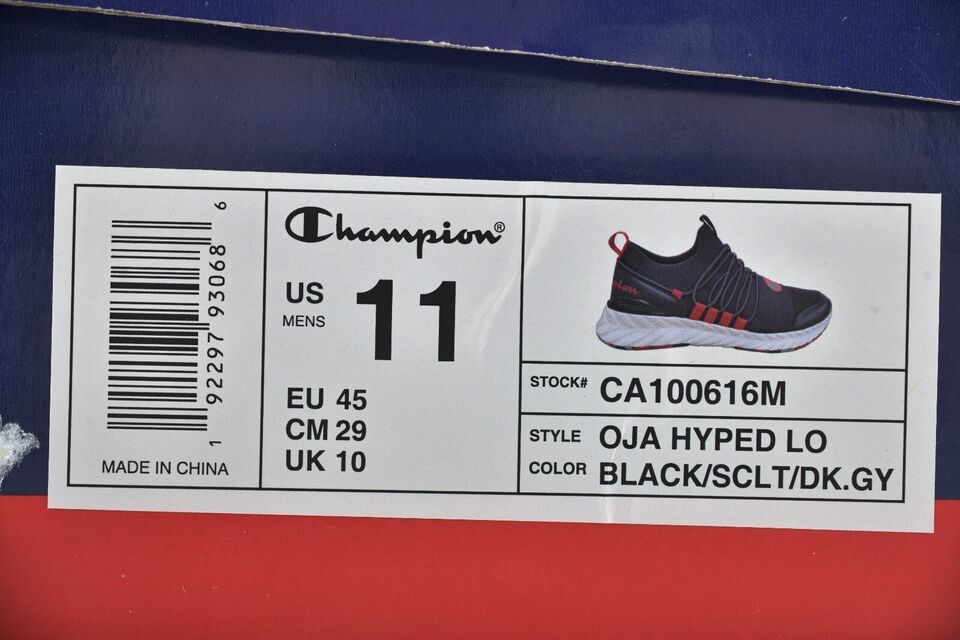 1 92297 93068 6
MADE IN CHINA
Champion®
US
MENS
11
EU 45
CM 29
UK 10
STOCK# CA100616M
STYLE OJA HYPED LO
COLOR BLACK/SCLT/DK.GY